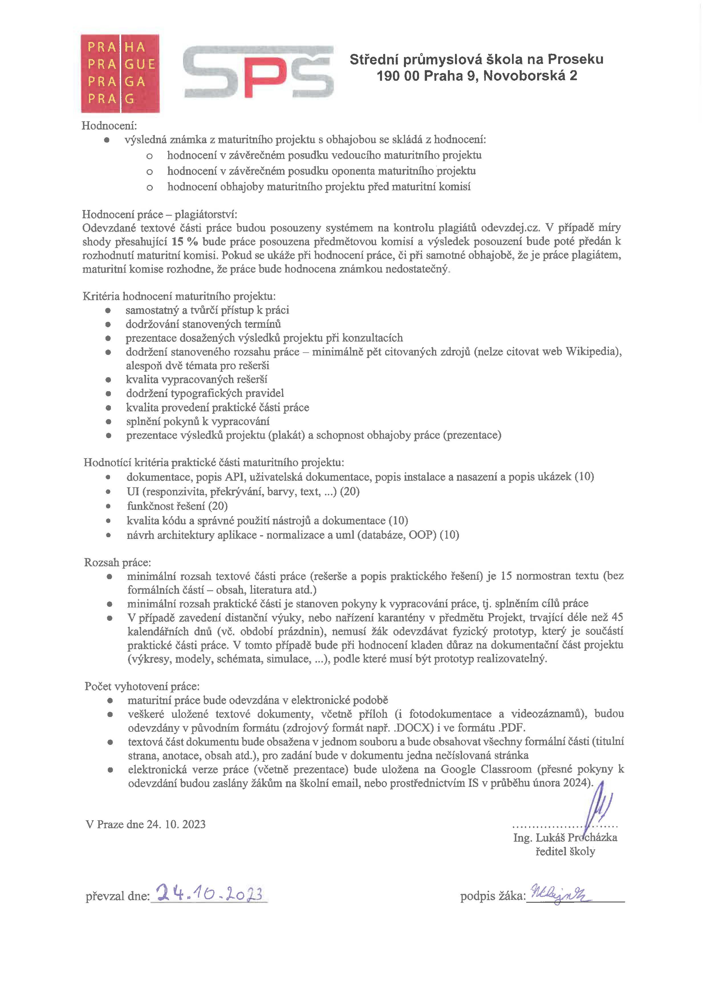 PRAHA
PRAGUE
PRAGA
PRAG
SPŠ
Střední průmyslová škola na Proseku
190 00 Praha 9, Novoborská 2
Hodnocení:
● výsledná známka z maturitního projektu s obhajobou se skládá z hodnocení:
o hodnocení v závěrečném posudku vedoucího maturitního projektu
o hodnocení v závěrečném posudku oponenta maturitního projektu
o hodnocení obhajoby maturitního projektu před maturitní komisí
Hodnocení práce – plagiátorství:
Odevzdané textové části práce budou posouzeny systémem na kontrolu plagiátů odevzdej.cz. V případě míry
shody přesahující 15 % bude práce posouzena předmětovou komisí a výsledek posouzení bude poté předán k
rozhodnutí maturitní komisi. Pokud se ukáže při hodnocení práce, či při samotné obhajobě, že je práce plagiátem,
maturitní komise rozhodne, že práce bude hodnocena známkou nedostatečný.
Kritéria hodnocení maturitního projektu:
● samostatný a tvůrčí přístup k práci
● dodržování stanovených termínů
● prezentace dosažených výsledků projektu při konzultacích
● dodržení stanoveného rozsahu práce – minimálně pět citovaných zdrojů (nelze citovat web Wikipedia),
alespoň dvě témata pro rešerši
● kvalita vypracovaných rešerší
● dodržení typografických pravidel
● kvalita provedení praktické části práce
● splnění pokynů k vypracování
● prezentace výsledků projektu (plakát) a schopnost obhajoby práce (prezentace)
Hodnotící kritéria praktické části maturitního projektu:
● dokumentace, popis API, uživatelská dokumentace, popis instalace a nasazení a popis ukázek (10)
● UI (responzivita, překrývání, barvy, text, ...) (20)
● funkčnost řešení (20)
● kvalita kódu a správné použití nástrojů a dokumentace (10)
● návrh architektury aplikace - normalizace a uml (databáze, OOP) (10)
Rozsah práce:
● minimální rozsah textové části práce (rešerše a popis praktického řešení) je 15 normostran textu (bez
formálních částí – obsah, literatura atd.)
● minimální rozsah praktické části je stanoven pokyny k vypracování práce, tj. splněním cílů práce
● V případě zavedení distanční výuky, nebo nařízení karantény v předmětu Projekt, trvající déle než 45
kalendářních dnů (vč. období prázdnin), nemusí žák odevzdávat fyzický prototyp, který je součástí
praktické části práce. V tomto případě bude při hodnocení kladen důraz na dokumentační část projektu
(výkresy, modely, schémata, simulace, ...), podle které musí být prototyp realizovatelný.
Počet vyhotovení práce:
● maturitní práce bude odevzdána v elektronické podobě
● veškeré uložené textové dokumenty, včetně příloh (i fotodokumentace a videozáznamů), budou
odevzdány v původním formátu (zdrojový formát např. .DOCX) i ve formátu .PDF.
● textová část dokumentu bude obsažena v jednom souboru a bude obsahovat všechny formální části (titulní
strana, anotace, obsah atd.), pro zadání bude v dokumentu jedna nečíslovaná stránka
● elektronická verze práce (včetně prezentace) bude uložena na Google Classroom (přesné pokyny k
odevzdání budou zaslány žákům na školní email, nebo prostřednictvím IS v průběhu února 2024).
V Praze dne 24. 10. 2023
Ing. Lukáš Procházka
ředitel školy
převzal dne: 24.10.2023
podpis žáka: